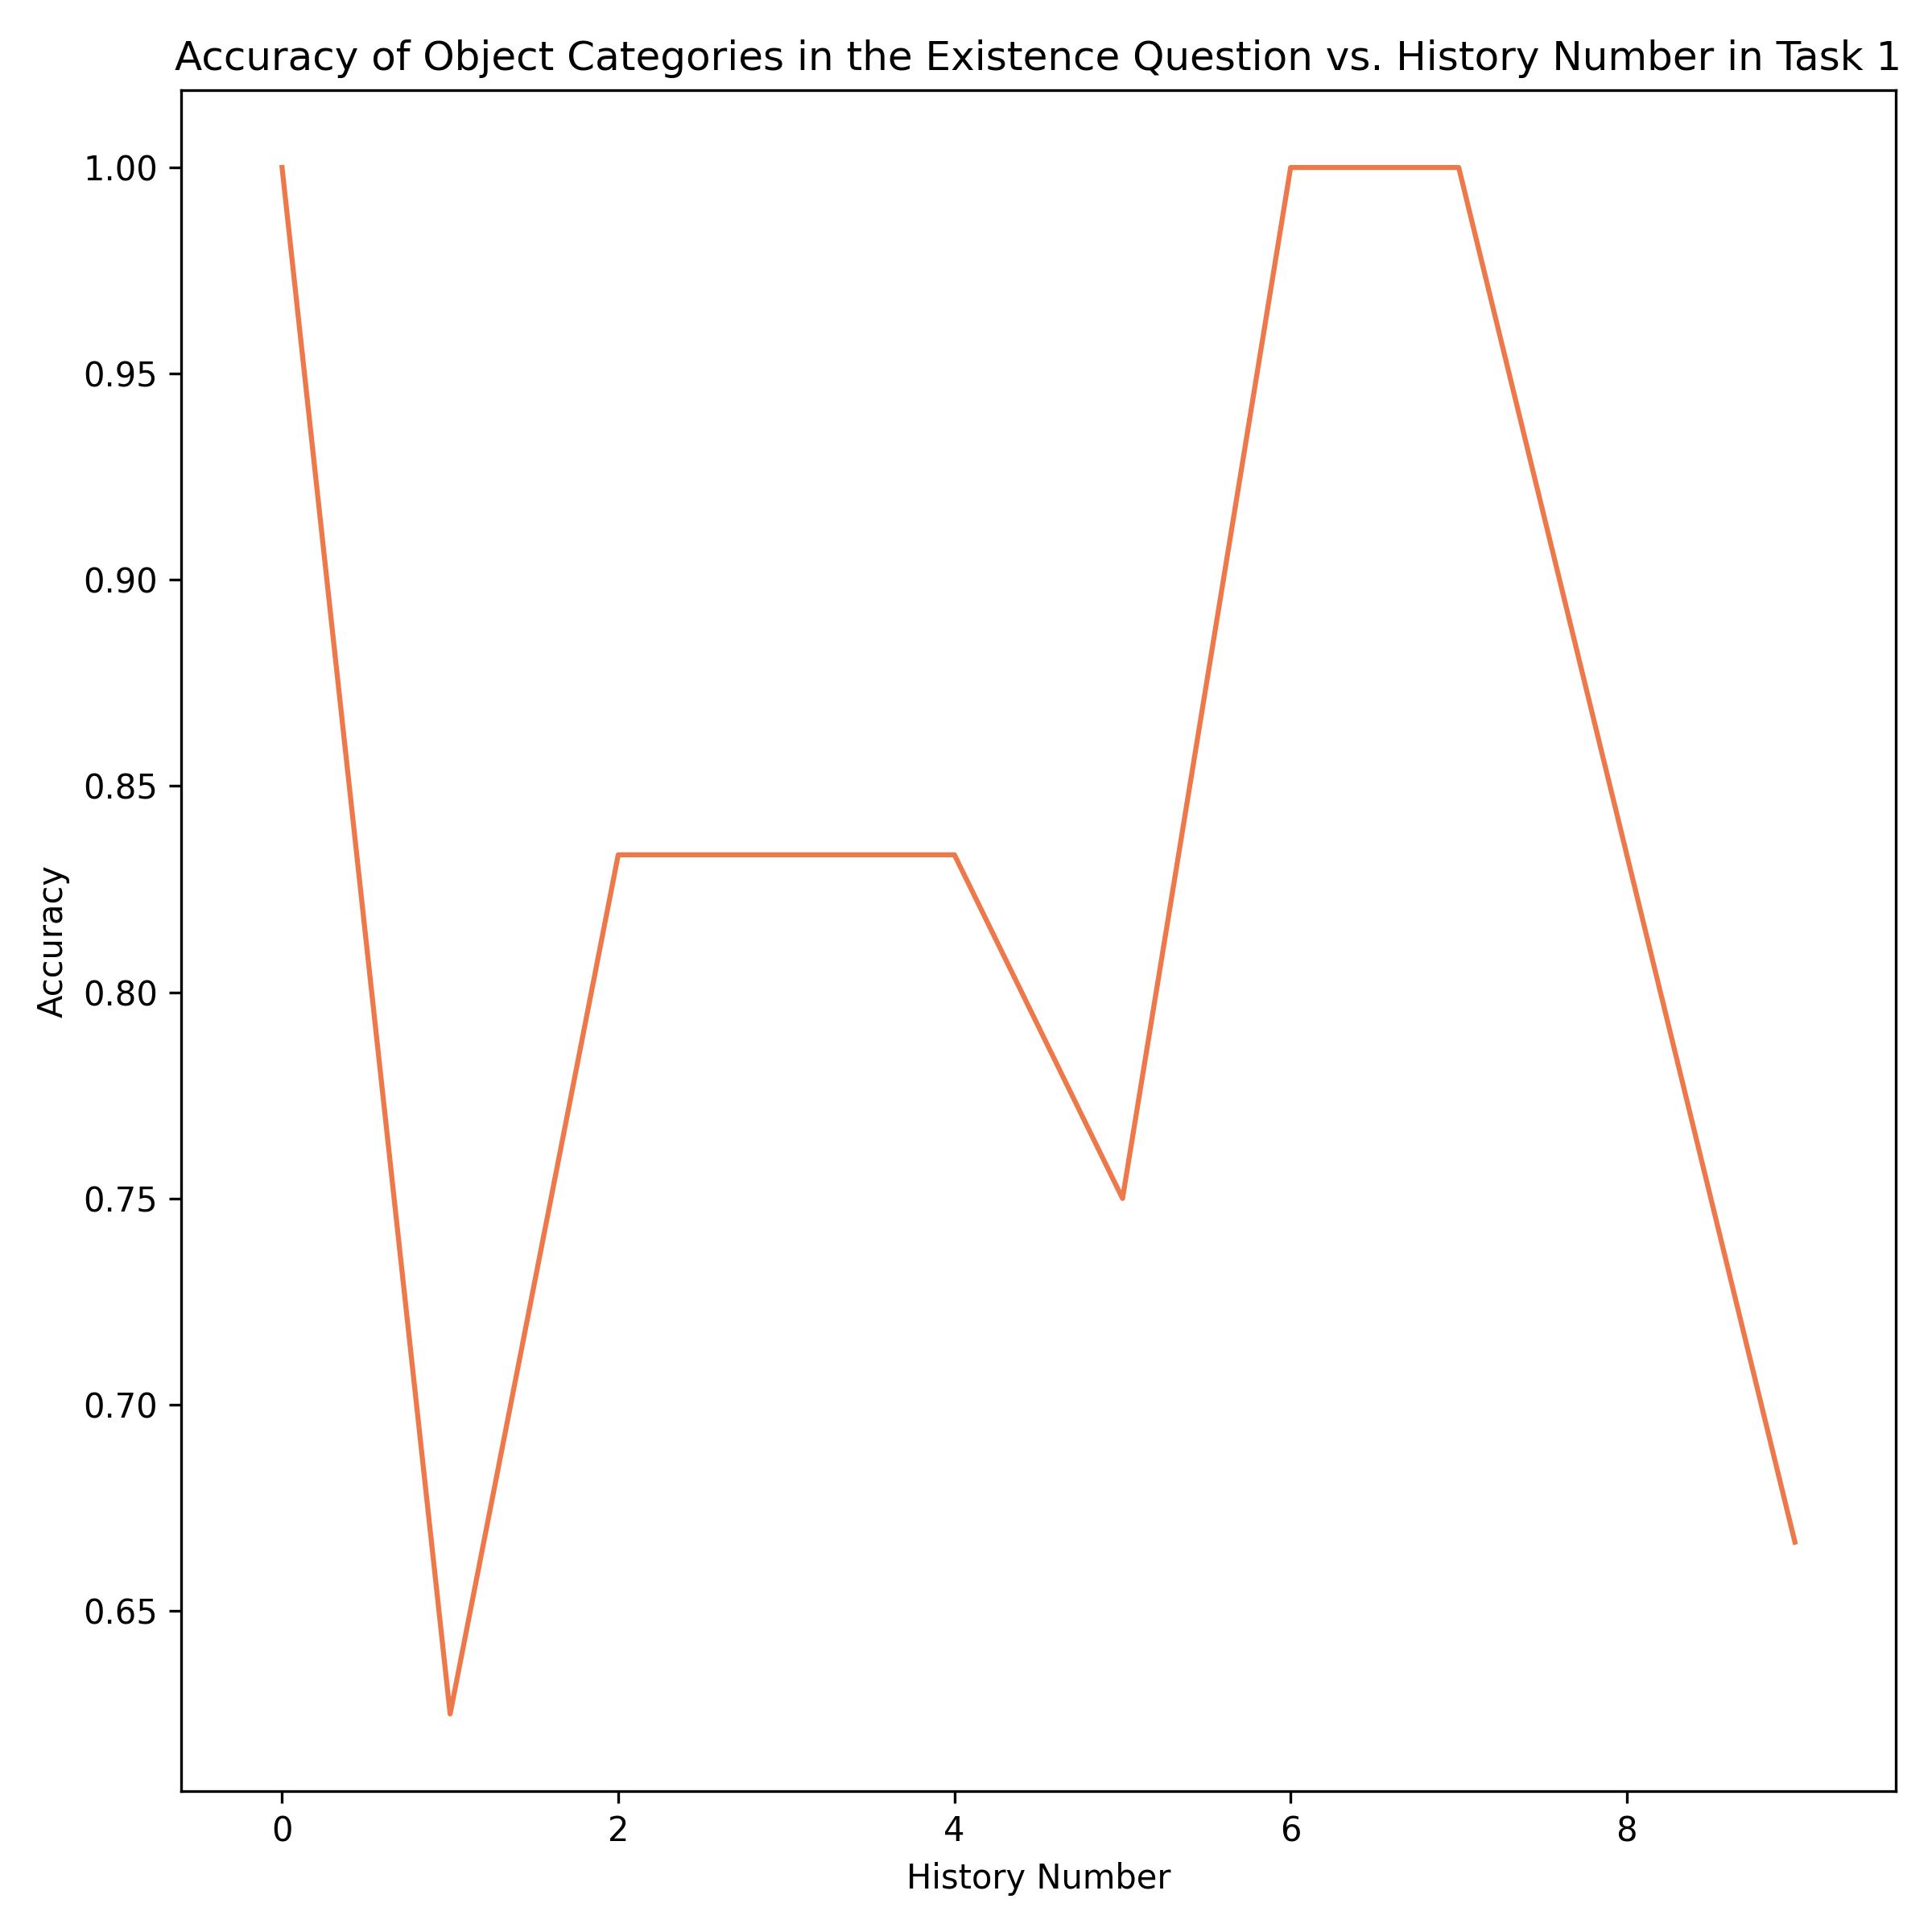 Accuracy of Object Categories in the Existence Question vs. History Number in Task 1
1.00
0.95
0.90
0.85
0.80
0.75
0.70
0.65
Accuracy
0 2 4 6 8
History Number